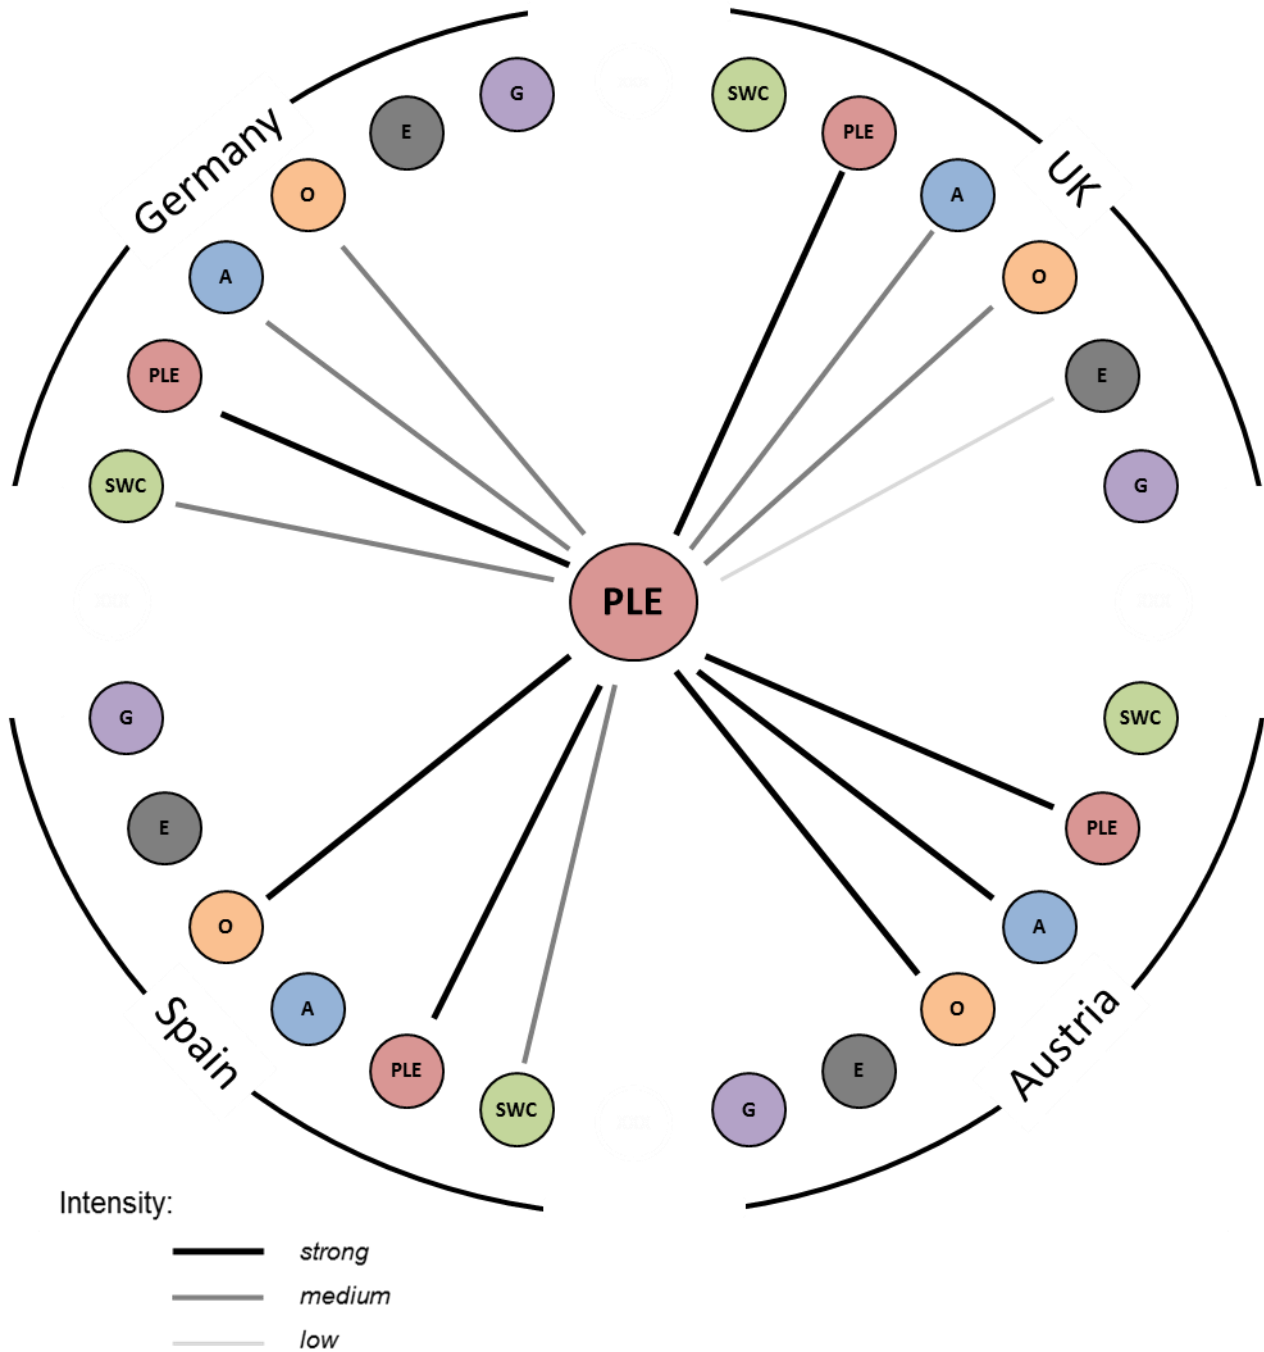 Germany
G
E
O
A
PLE
SWC
UK
SWC
PLE
A
O
E
G
PLE
Spain
G
E
O
A
PLE
SWC
Austria
SWC
PLE
A
O
E
G
Intensity:
strong
medium
low